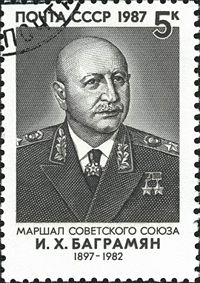 ПОЧТА СССР 1987 5к
МАРШАЛ СОВЕТСКОГО СОЮЗА
И. Х. БАГРАМЯН
1897-1982